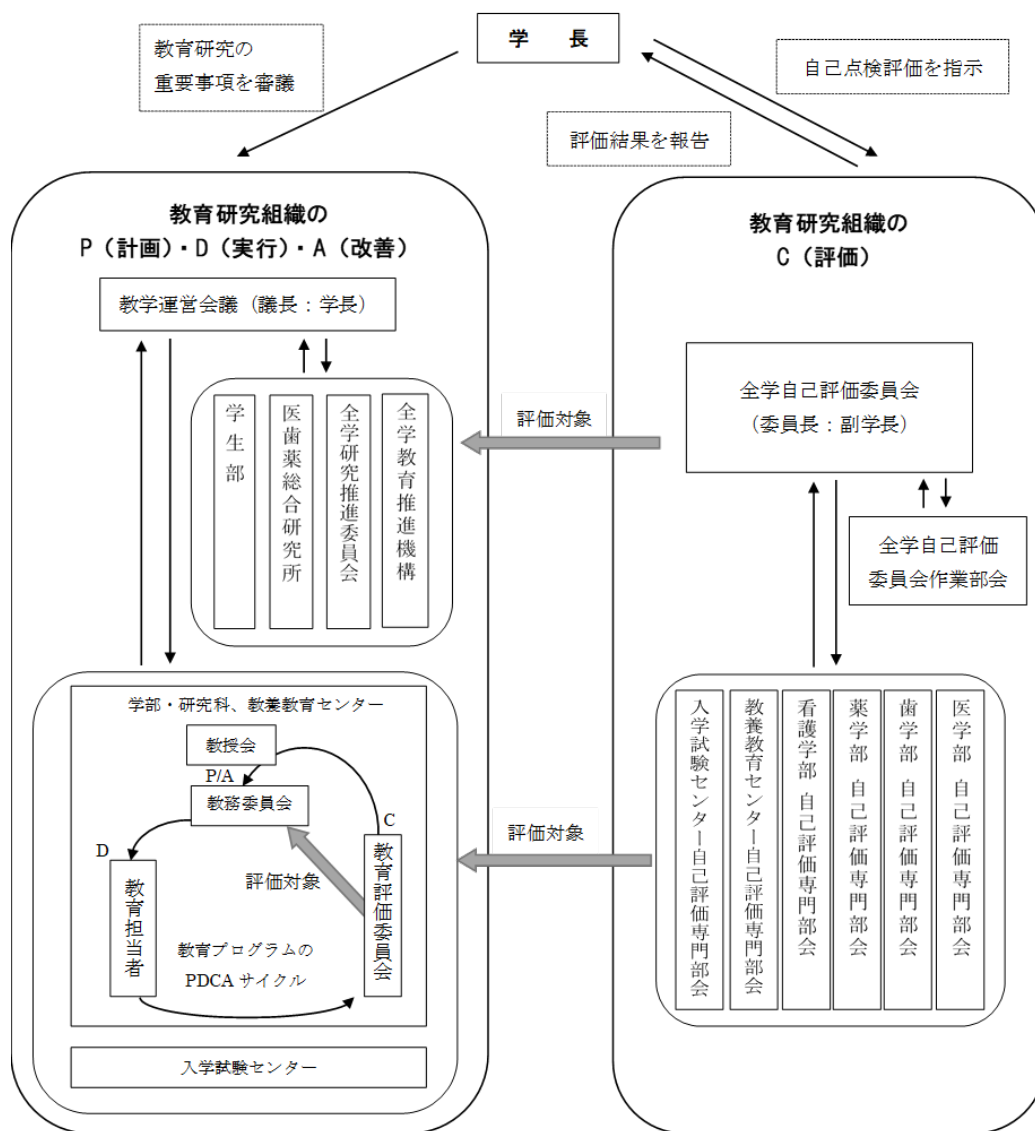 学　長
教育研究の
重要事項を審議
自己点検評価を指示
評価結果を報告
教育研究組織の
P（計画）・D（実行）・A（改善）
教学運営会議（議長：学長）
学生部
医歯薬総合研究所
全学研究推進委員会
全学教育推進機構
評価対象
学部・研究科、教養教育センター
教授会
P/A
教務委員会
C
D
教育担当者
評価対象
教育評価委員会
教育プログラムの
PDCA サイクル
入学試験センター
評価対象
教育研究組織の
C（評価）
全学自己評価委員会
（委員長：副学長）
全学自己評価
委員会作業部会
入学試験センター自己評価専門部会
教養教育センター自己評価専門部会
看護学部 自己評価専門部会
薬学部 自己評価専門部会
歯学部 自己評価専門部会
医学部 自己評価専門部会